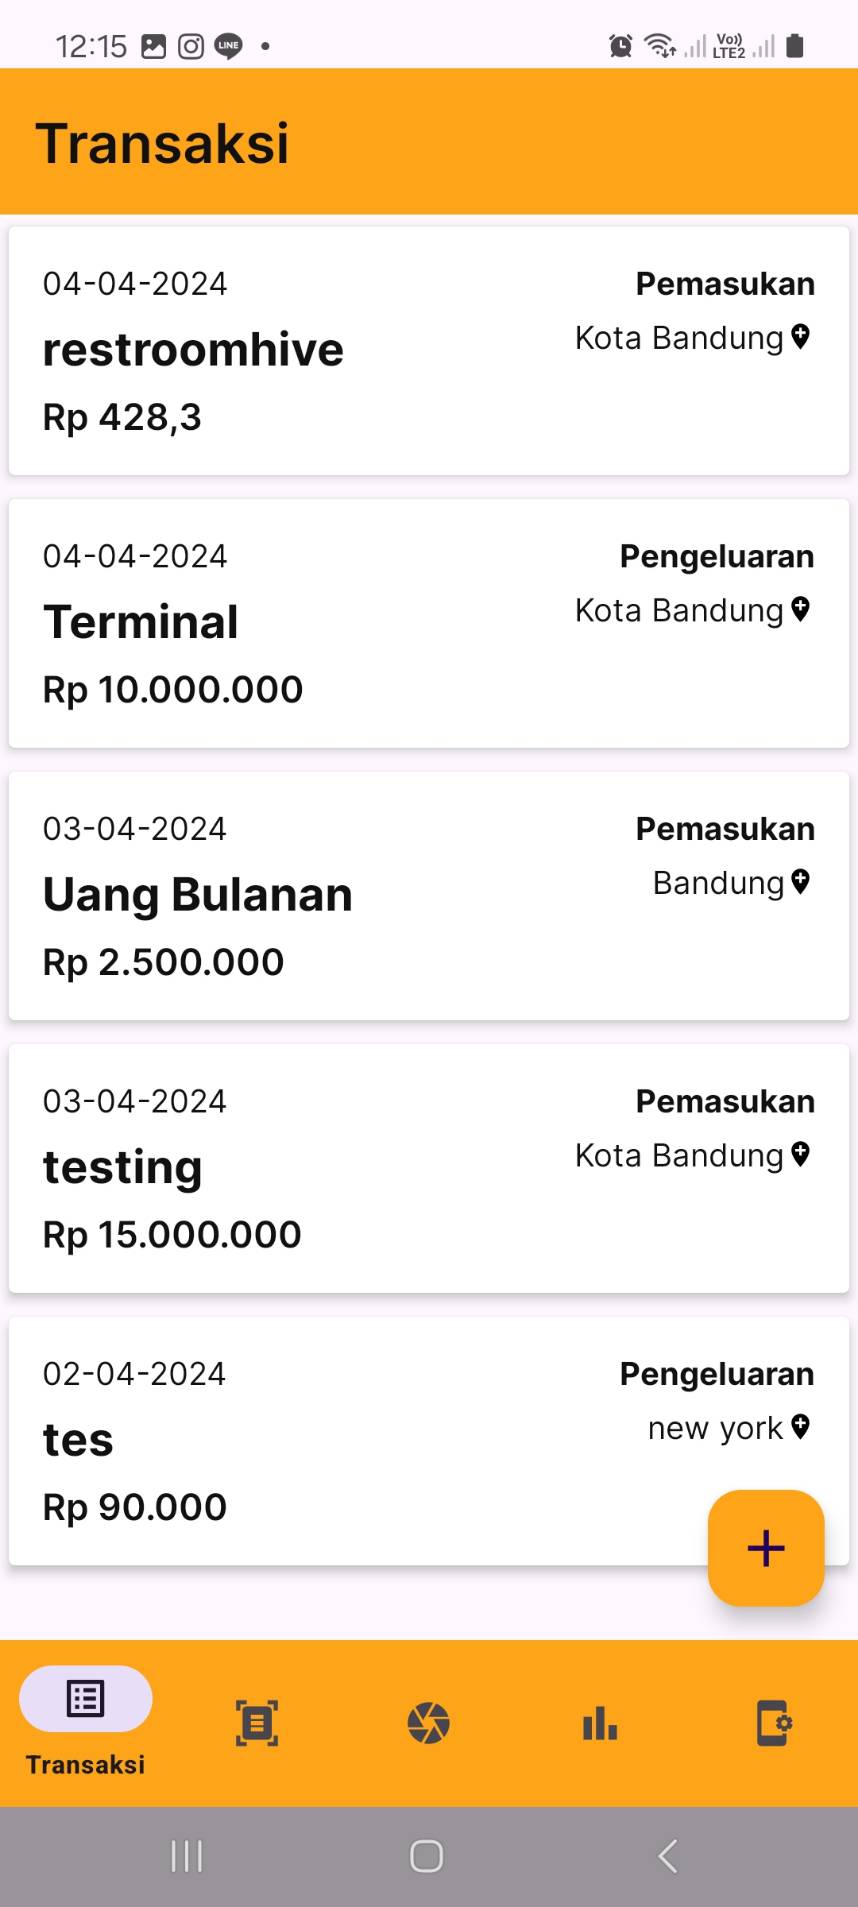 12:15
LINE
Vo))
LTE2
Transaksi
04-04-2024
Pemasukan
restroomhive
Kota Bandung
Rp 428,3
04-04-2024
Pengeluaran
Terminal
Kota Bandung
Rp 10.000.000
03-04-2024
Pemasukan
Uang Bulanan
Bandung
Rp 2.500.000
03-04-2024
Pemasukan
testing
Kota Bandung
Rp 15.000.000
02-04-2024
Pengeluaran
tes
new york
Rp 90.000
Transaksi